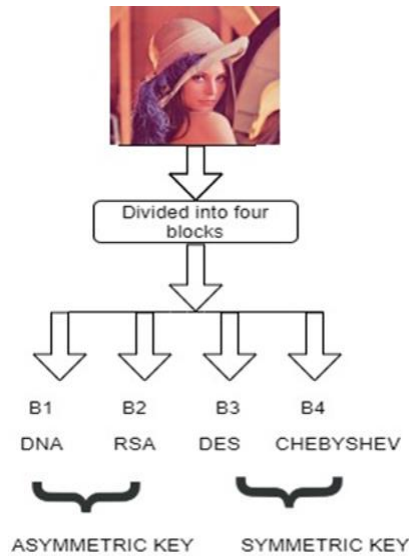 Divided into four
blocks
B1 B2 B3 B4
DNA RSA DES CHEBYSHEV
ASYMMETRIC KEY SYMMETRIC KEY